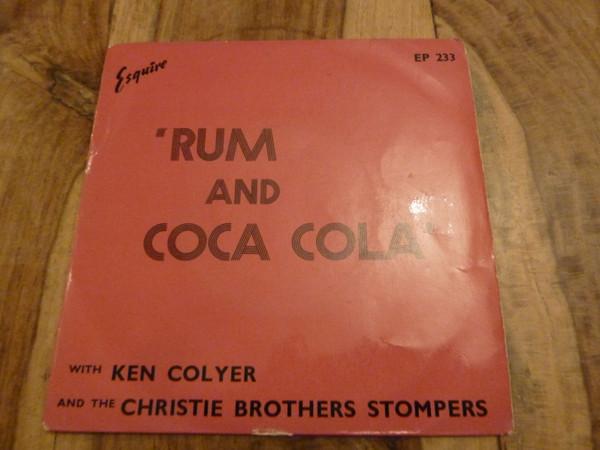 Esquire
EP 233
'RUM
AND
COCA COLA'
WITH KEN COLYER
AND THE CHRISTIE BROTHERS STOMPERS